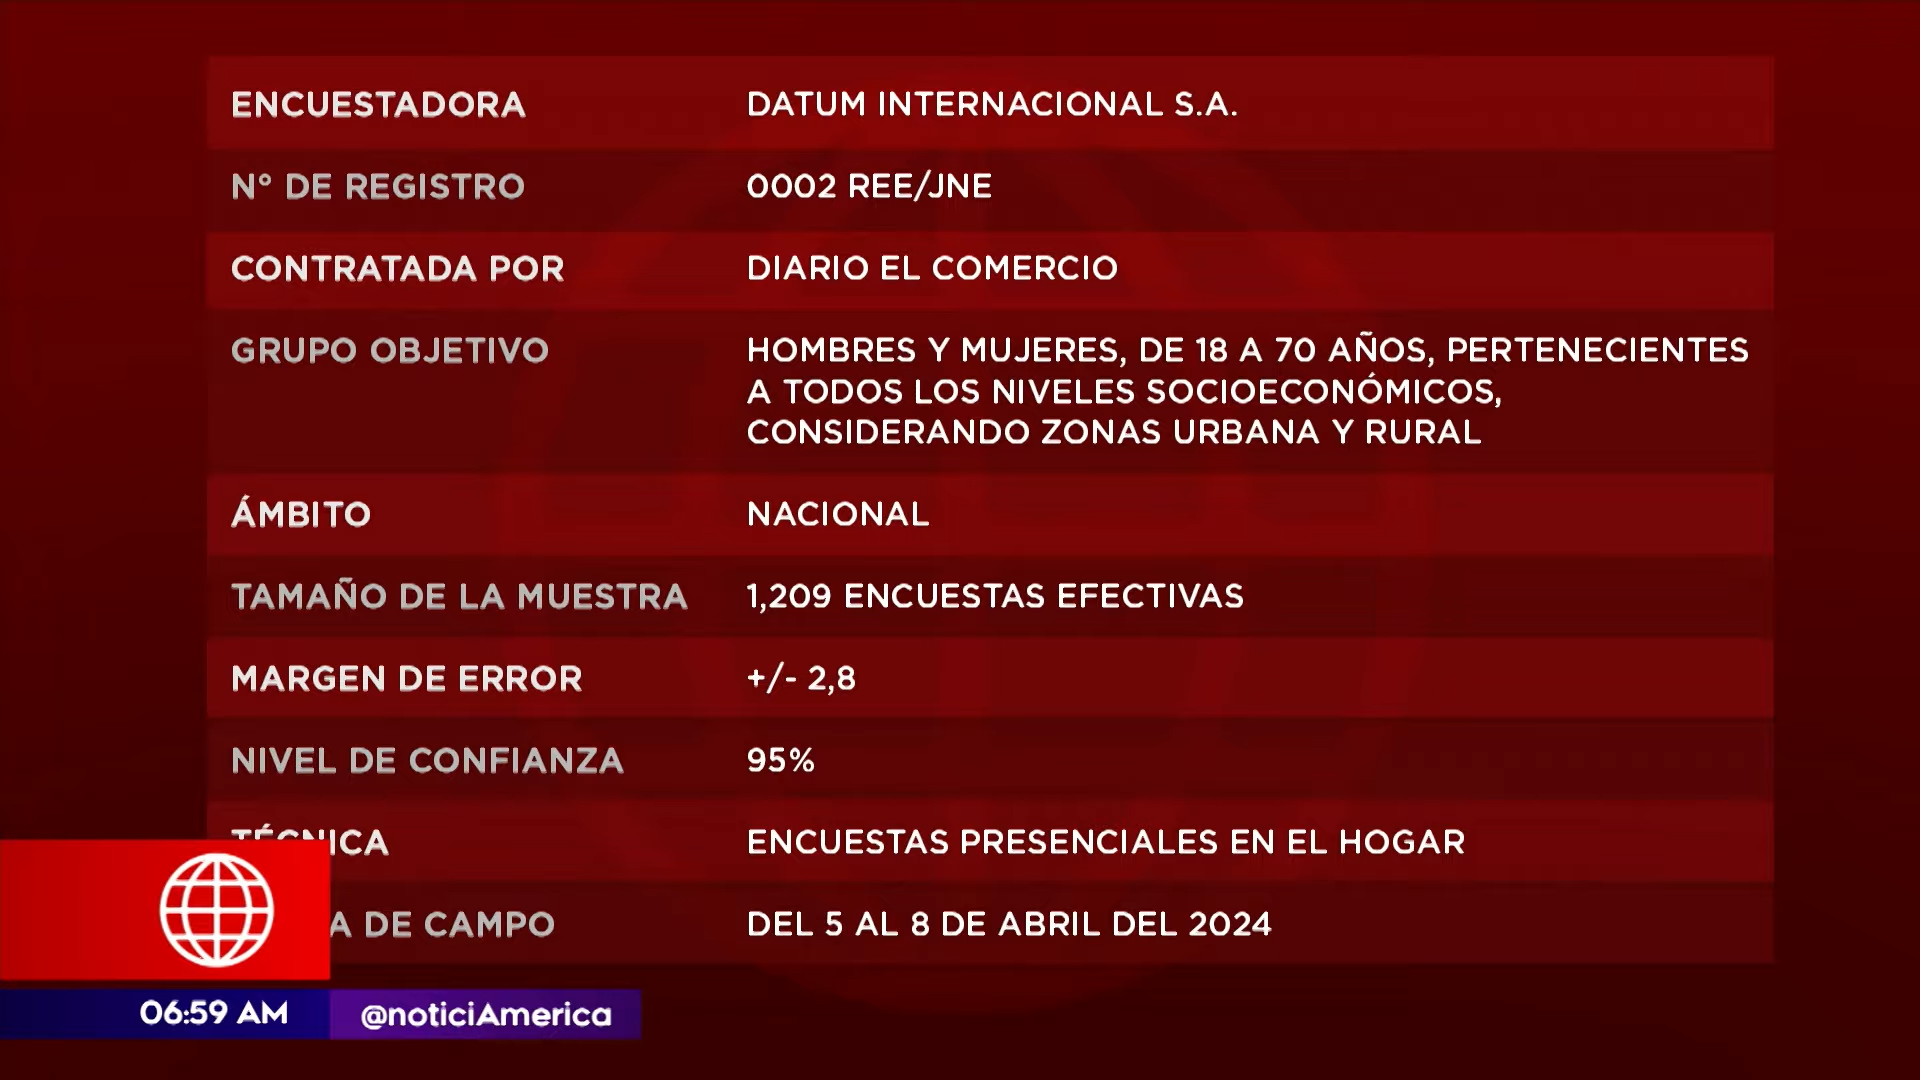 ENCUESTADORA DATUM INTERNACIONAL S.A.
N° DE REGISTRO 0002 REE/JNE
CONTRATADA POR DIARIO EL COMERCIO
GRUPO OBJETIVO HOMBRES Y MUJERES, DE 18 A 70 AÑOS, PERTENECIENTES
A TODOS LOS NIVELES SOCIOECONÓMICOS,
CONSIDERANDO ZONAS URBANA Y RURAL
ÁMBITO NACIONAL
TAMAÑO DE LA MUESTRA 1,209 ENCUESTAS EFECTIVAS
MARGEN DE ERROR +/- 2,8
NIVEL DE CONFIANZA 95%
TÉCNICA ENCUESTAS PRESENCIALES EN EL HOGAR
DE CAMPO DEL 5 AL 8 DE ABRIL DEL 2024
06:59 AM @noticiAmerica